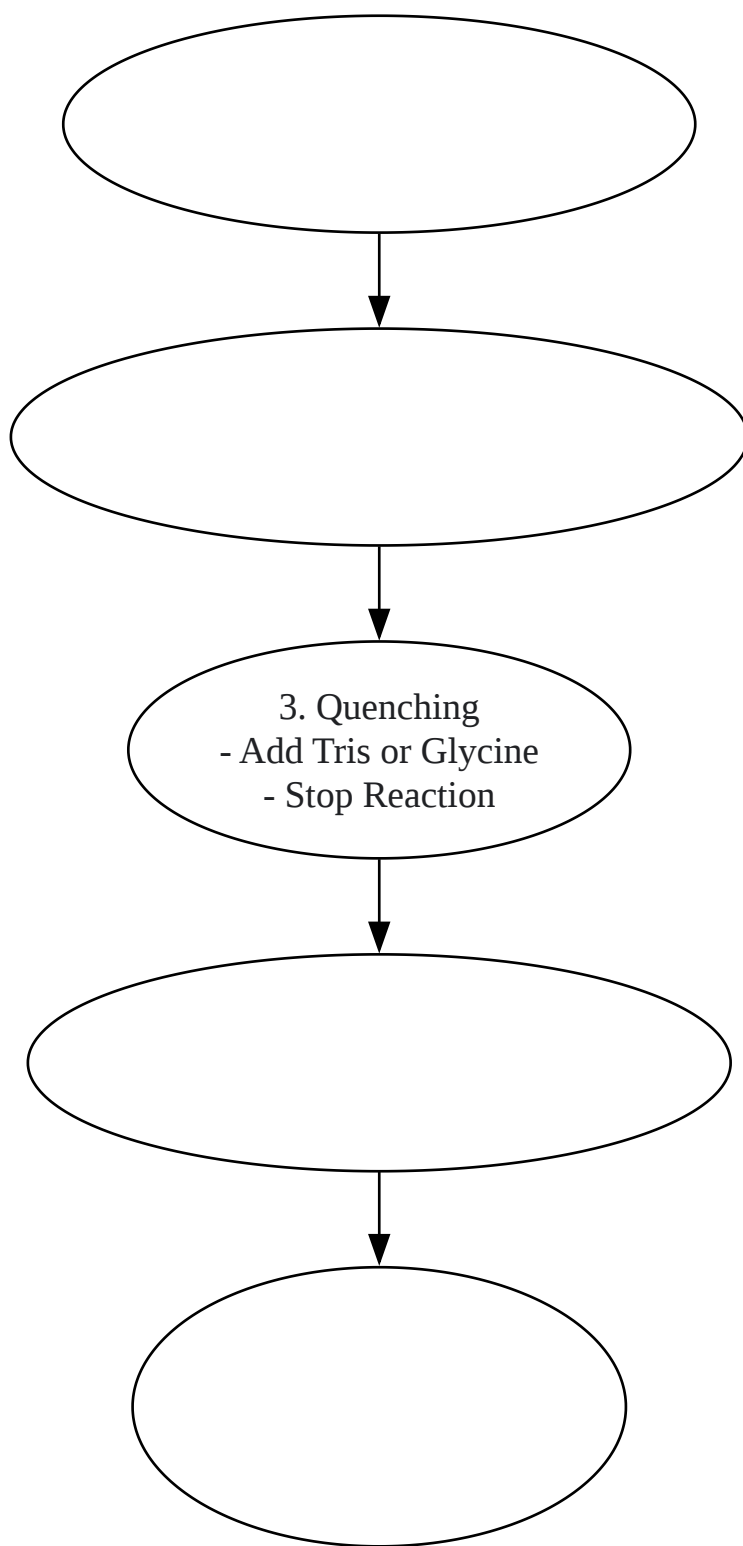 3. Quenching
- Add Tris or Glycine
- Stop Reaction